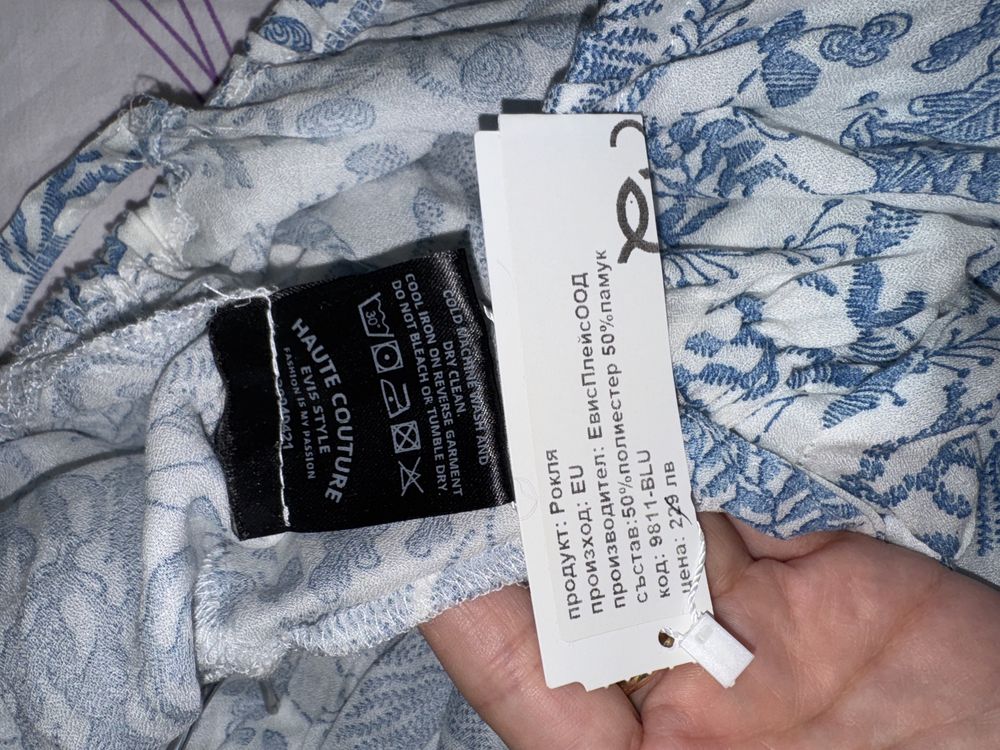 продукт: Рокля
произход: EU
производител: ЕвисПлейсООД
състав:50%полиестер 50%памук
код: 9811-BLU
цена: 229 лв
HAUTE COUTURE
EVIS STYLE
FASHION IS MY PASSION
30°
COLD MACHINE WASH AND
DRY CLEAN.
COOL IRON ON REVERSE GARMENT
DO NOT BLEACH OR TUMBLE DRY.